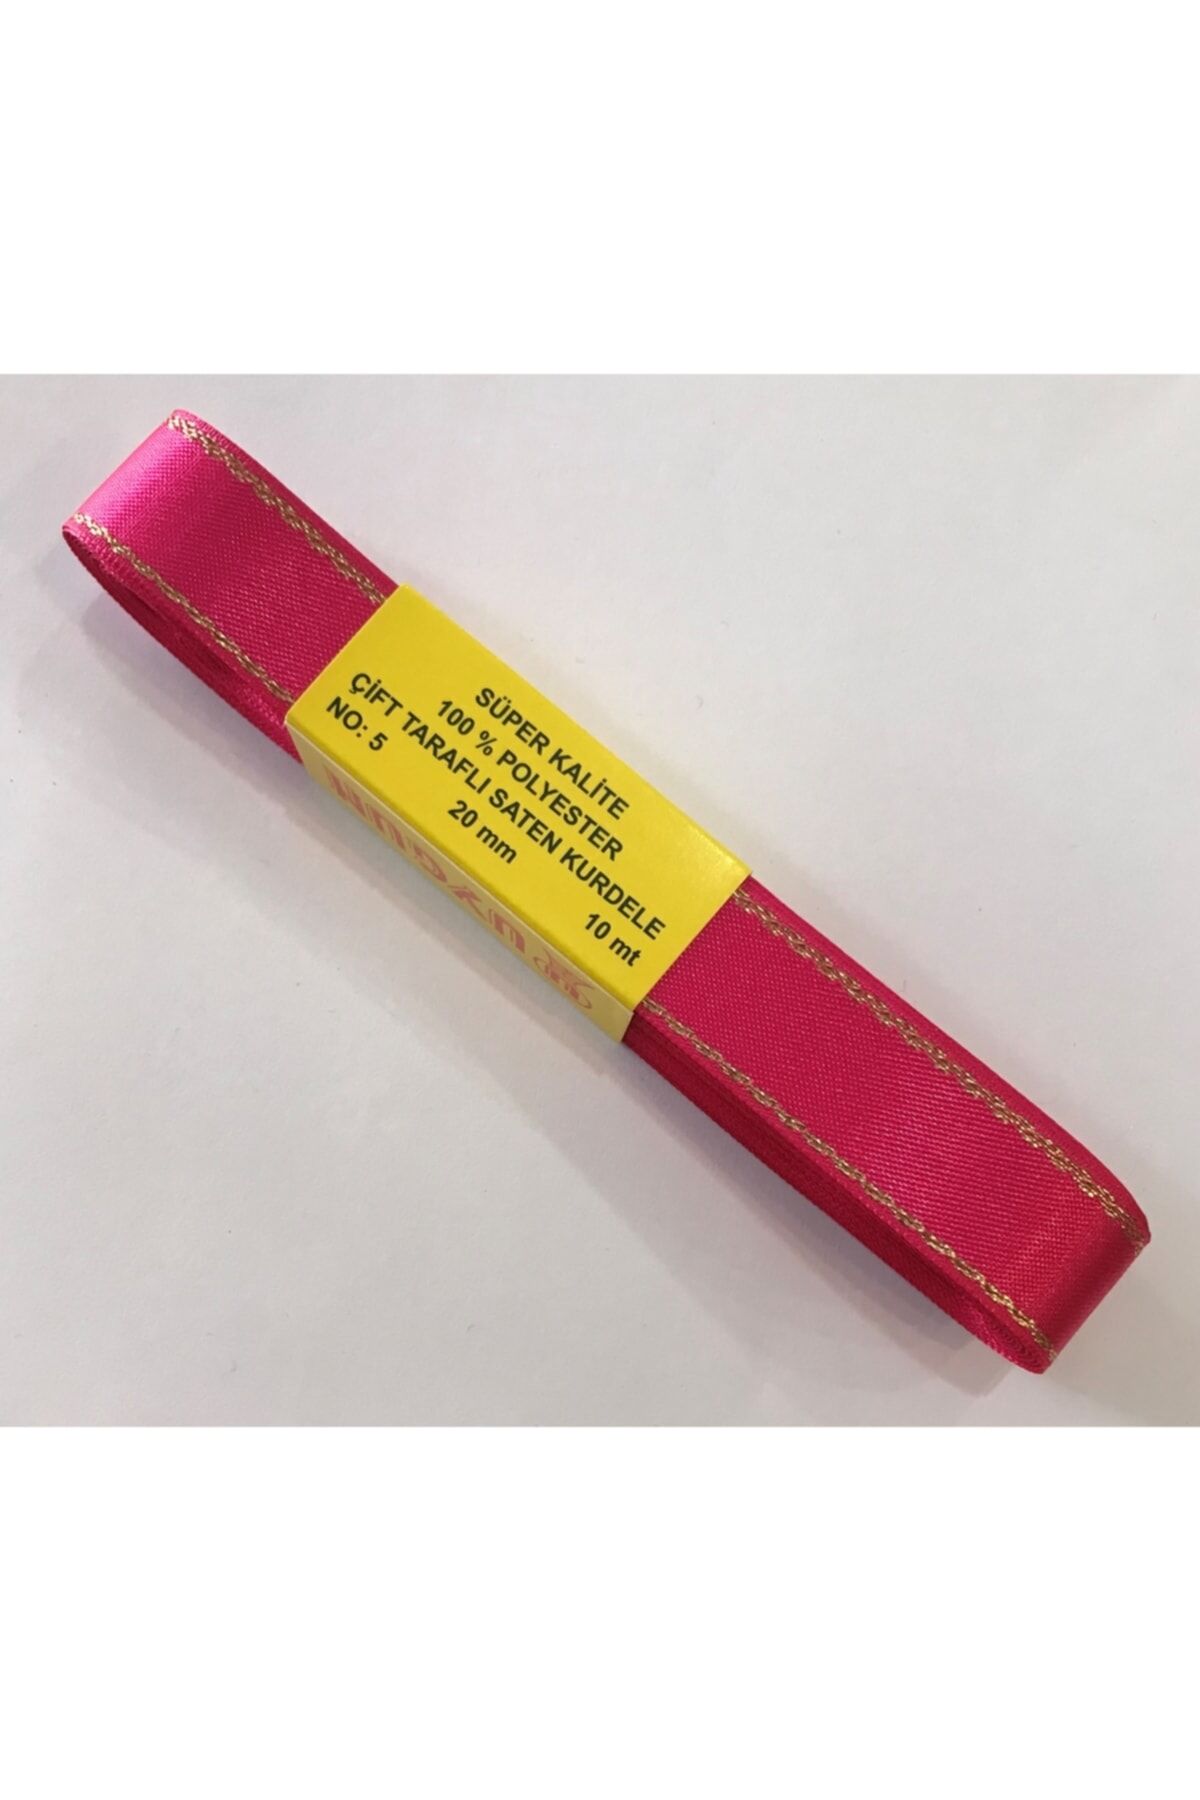 SÜPER KALİTE
100 % POLYESTER
ÇİFT TARAFLI SATEN KURDELE
NO: 5 20 mm 10 mt